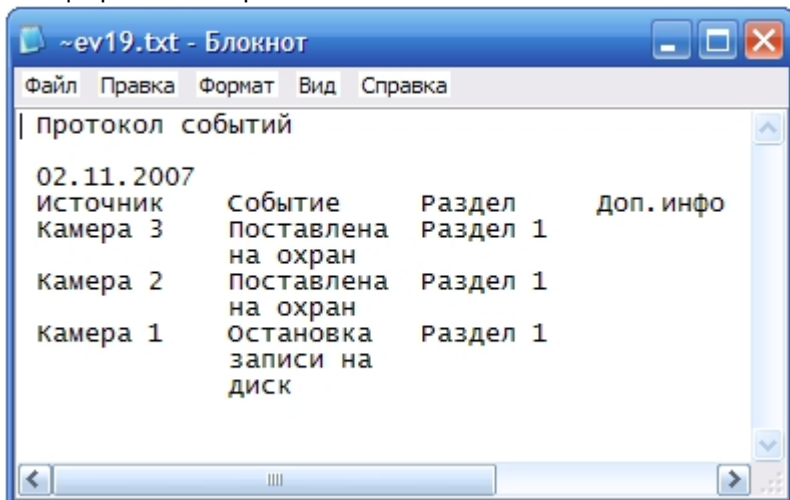 ~ev19.txt - Блокнот
Файл Правка Формат Вид Справка
Протокол событий
02.11.2007
Источник Событие Раздел Доп.инфо
Камера 3 Поставлена Раздел 1
на охран
Камера 2 Поставлена Раздел 1
на охран
Камера 1 Остановка Раздел 1
записи на
диск